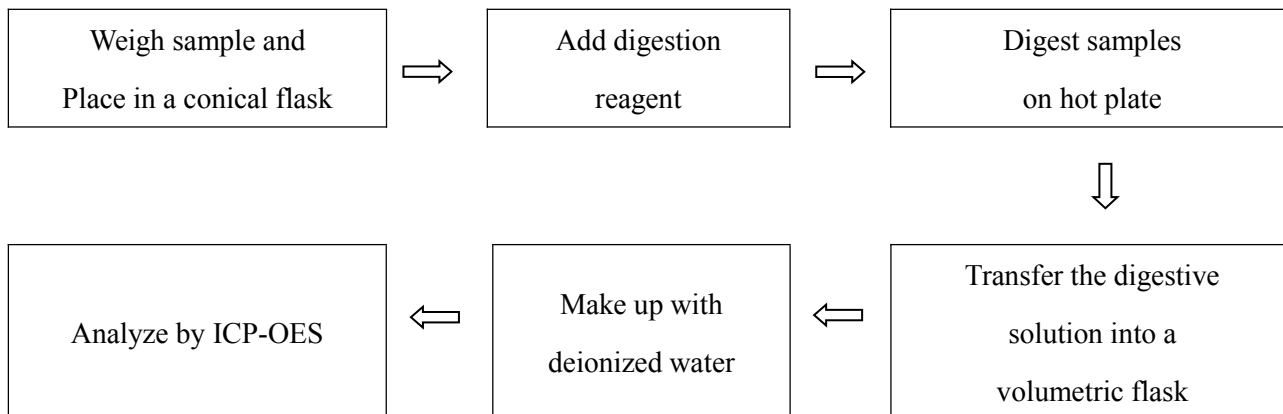 Weigh sample and
Place in a conical flask
Add digestion
reagent
Digest samples
on hot plate
Transfer the digestive
solution into a
volumetric flask
Make up with
deionized water
Analyze by ICP-OES